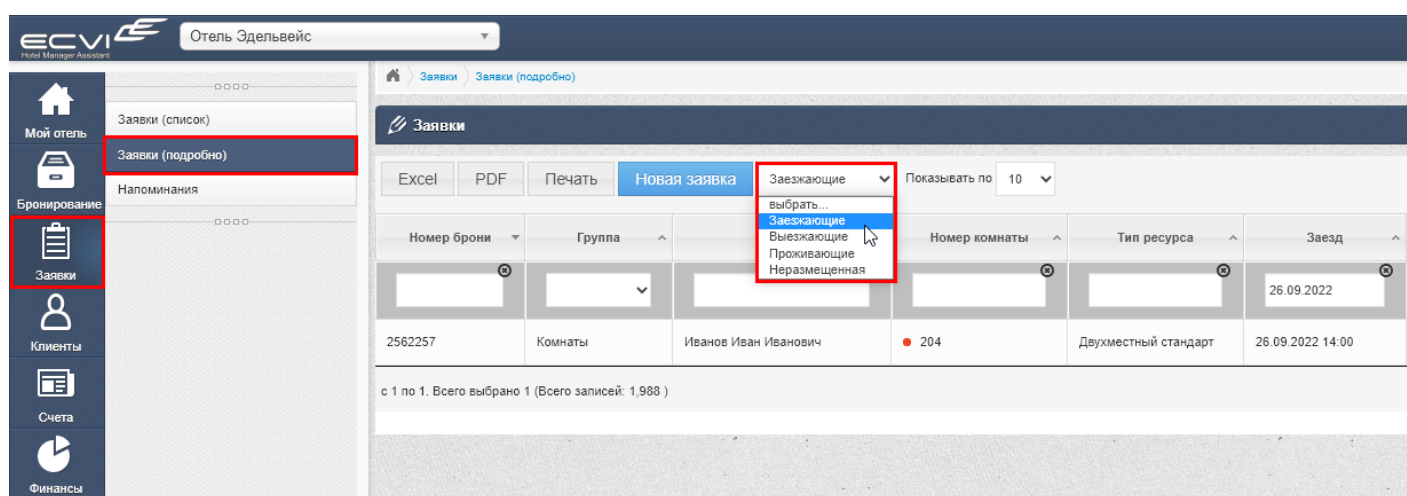 ECVI
Hotel Manager Assistant
Отель Эдельвейс
Мой отель
Бронирование
Заявки
Клиенты
Счета
Финансы
Заявки (список)
Заявки (подробно)
Напоминания
Заявки Заявки (подробно)
Заявки
Excel PDF Печать Новая заявка Заезжающие Показывать по 10
выбрать...
Заезжающие
Выезжающие
Проживающие
Неразмещенная
Номер брони Группа Номер комнаты Тип ресурса Заезд
26.09.2022
2562257 Комнаты Иванов Иван Иванович 204 Двухместный стандарт 26.09.2022 14:00
с 1 по 1. Всего выбрано 1 (Всего записей: 1,988 )